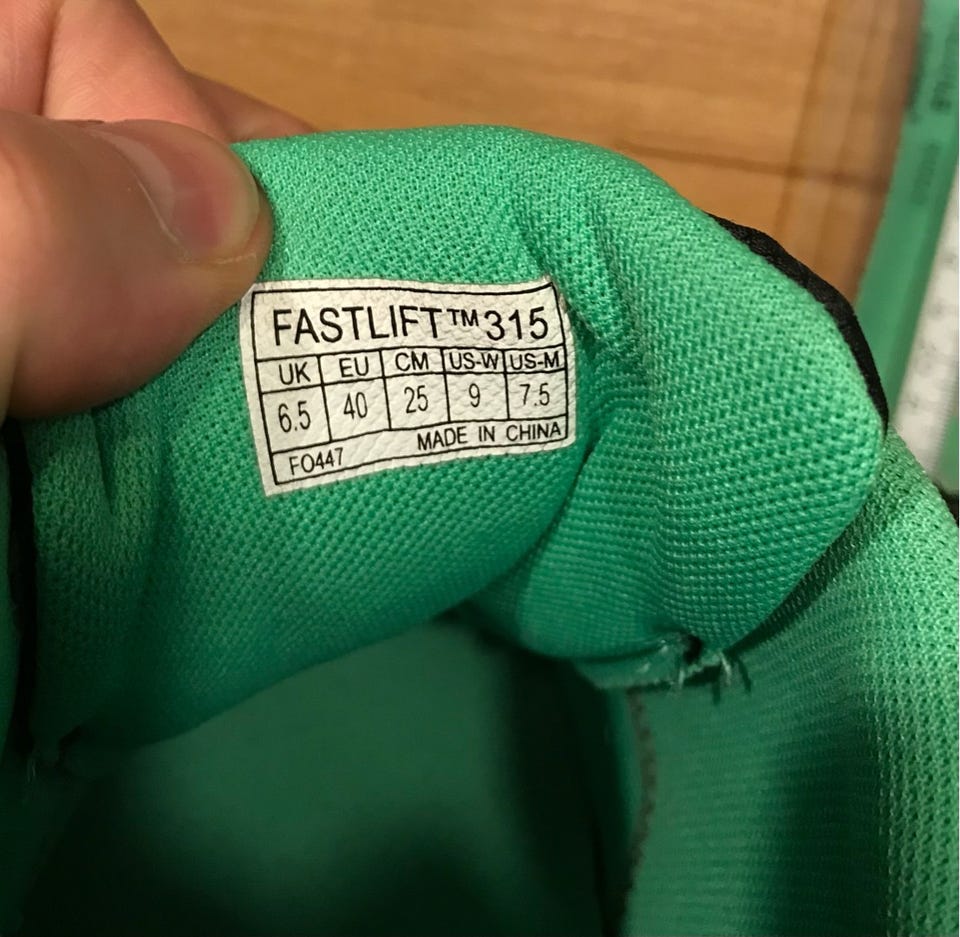 FASTLIFT™315
UK EU CM US-W US-M
6.5 40 25 9 7.5
FO447 MADE IN CHINA